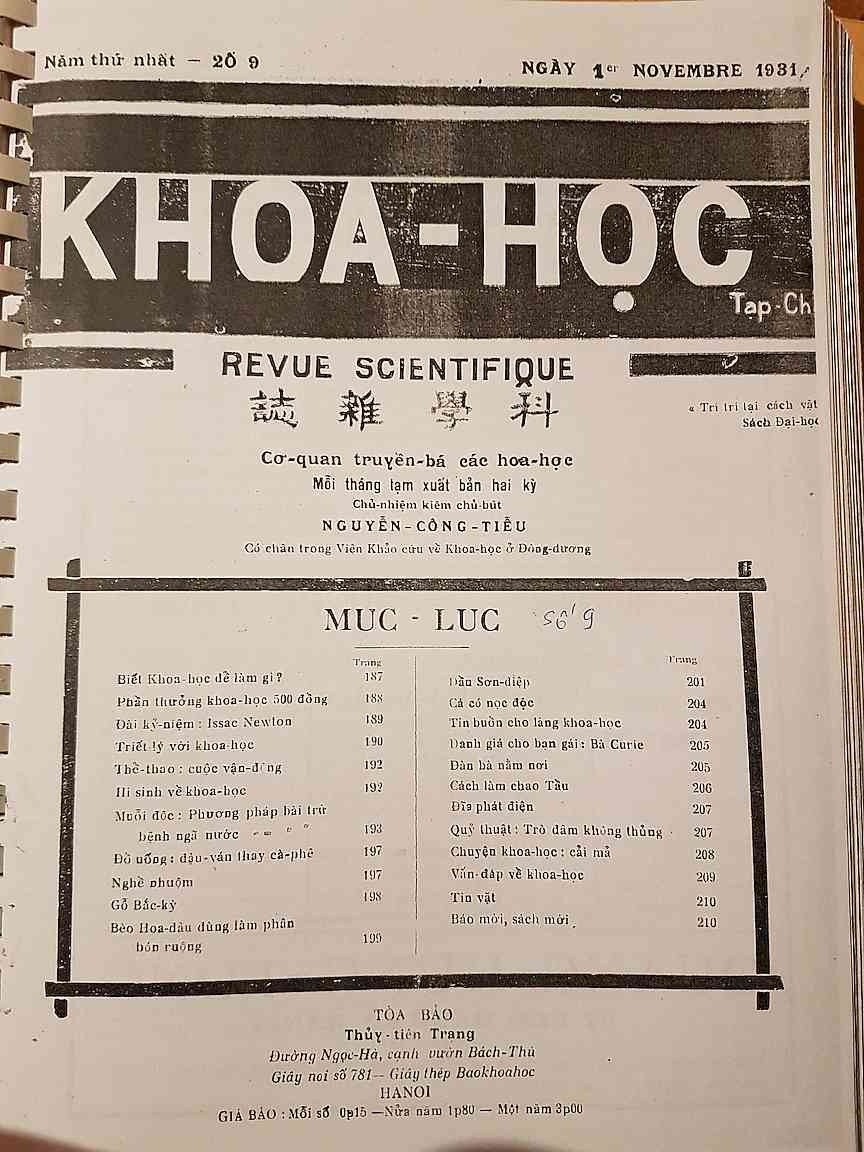 Năm thứ nhất — 2Ố 9
NGÀY 1er NOVEMBRE 1931
KHOA-HỌC
Tạp-Ch
REVUE SCIENTIFIQUE
誌 雜 學 科
« Trí tri tại cách vật
Sách Đại-học
Cơ-quan truyền-bá các hoa-học
Mỗi tháng tạm xuất bản hai kỳ
Chủ-nhiệm kiêm chủ-bút
NGUYỄN-CÔNG-TIỄU
Có chân trong Viện Khảo cứu về Khoa-học ở Đông-dương
MUC - LUC Số 9
Trang
Biết Khoa-học để làm gì? 187
Phần thưởng khoa-học 500 đồng 188
Đài kỷ-niệm : Issac Newton 189
Triết lý với khoa-học 190
Thể-thao : cuộc vận-động 192
Hi sinh về khoa-học 192
Muỗi độc : Phương pháp bài trừ
bệnh ngã nước 193
Đồ uống : đậu-ván thay cà-phê 197
Nghề nhuộm 197
Gỗ Bắc-kỳ 198
Bèo Hoa-dâu dùng làm phân
bón ruộng 199
Trang
Dầu Sơn-diệp 201
Cá có nọc độc 204
Tin buồn cho làng khoa-học 204
Danh giá cho bạn gái : Bà Curie 205
Đàn bà nằm nơi 205
Cách làm chao Tầu 206
Đĩa phát điện 207
Quỷ thuật : Trò đâm không thủng 207
Chuyện khoa-học : cải mả 208
Vấn-đáp về khoa-học 209
Tin vặt 210
Báo mới, sách mới 210
TÒA BÁO
Thủy-tiên Trang
Đường Ngọc-Hà, cạnh vườn Bách-Thú
Giây nói số 781— Giây thép Baokhoahoc
HANOI
GIÁ BÁO : Mỗi số 0p15 —Nửa năm 1p80 — Một năm 3p00